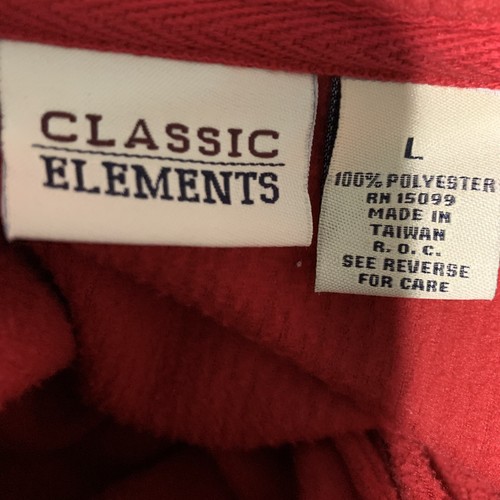 CLASSIC
ELEMENTS
L
100% POLYESTER
RN 15099
MADE IN
TAIWAN
R. O. C.
SEE REVERSE
FOR CARE